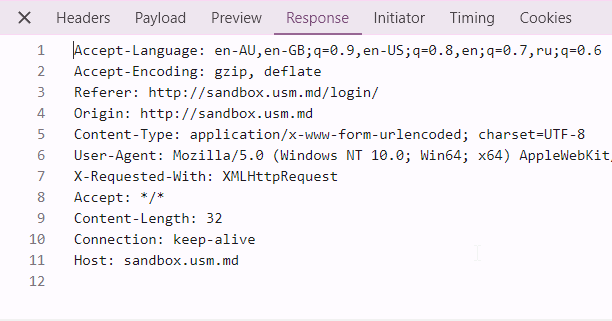 Headers Payload Preview Response Initiator Timing Cookies
1 Accept-Language: en-AU,en-GB;q=0.9,en-US;q=0.8,en;q=0.7,ru;q=0.6
2 Accept-Encoding: gzip, deflate
3 Referer: http://sandbox.usm.md/login/
4 Origin: http://sandbox.usm.md
5 Content-Type: application/x-www-form-urlencoded; charset=UTF-8
6 User-Agent: Mozilla/5.0 (Windows NT 10.0; Win64; x64) AppleWebKit
7 X-Requested-With: XMLHttpRequest
8 Accept: */*
9 Content-Length: 32
10 Connection: keep-alive
11 Host: sandbox.usm.md
12